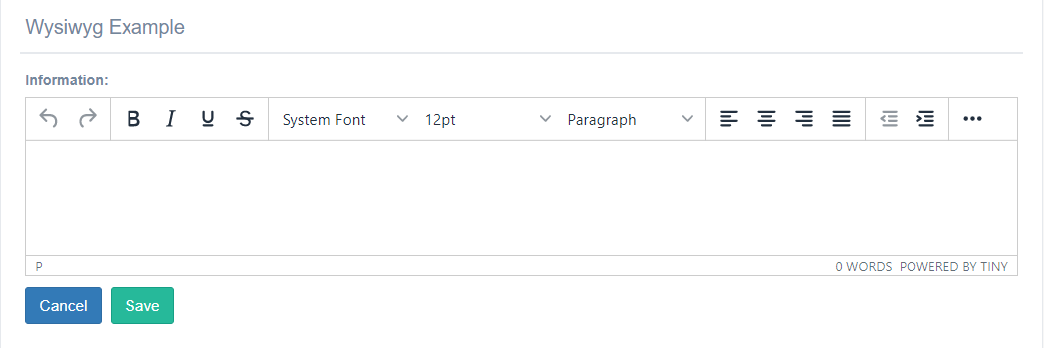 Wysiwyg Example
Information:
B I U S System Font 12pt Paragraph
P 0 WORDS POWERED BY TINY
Cancel Save